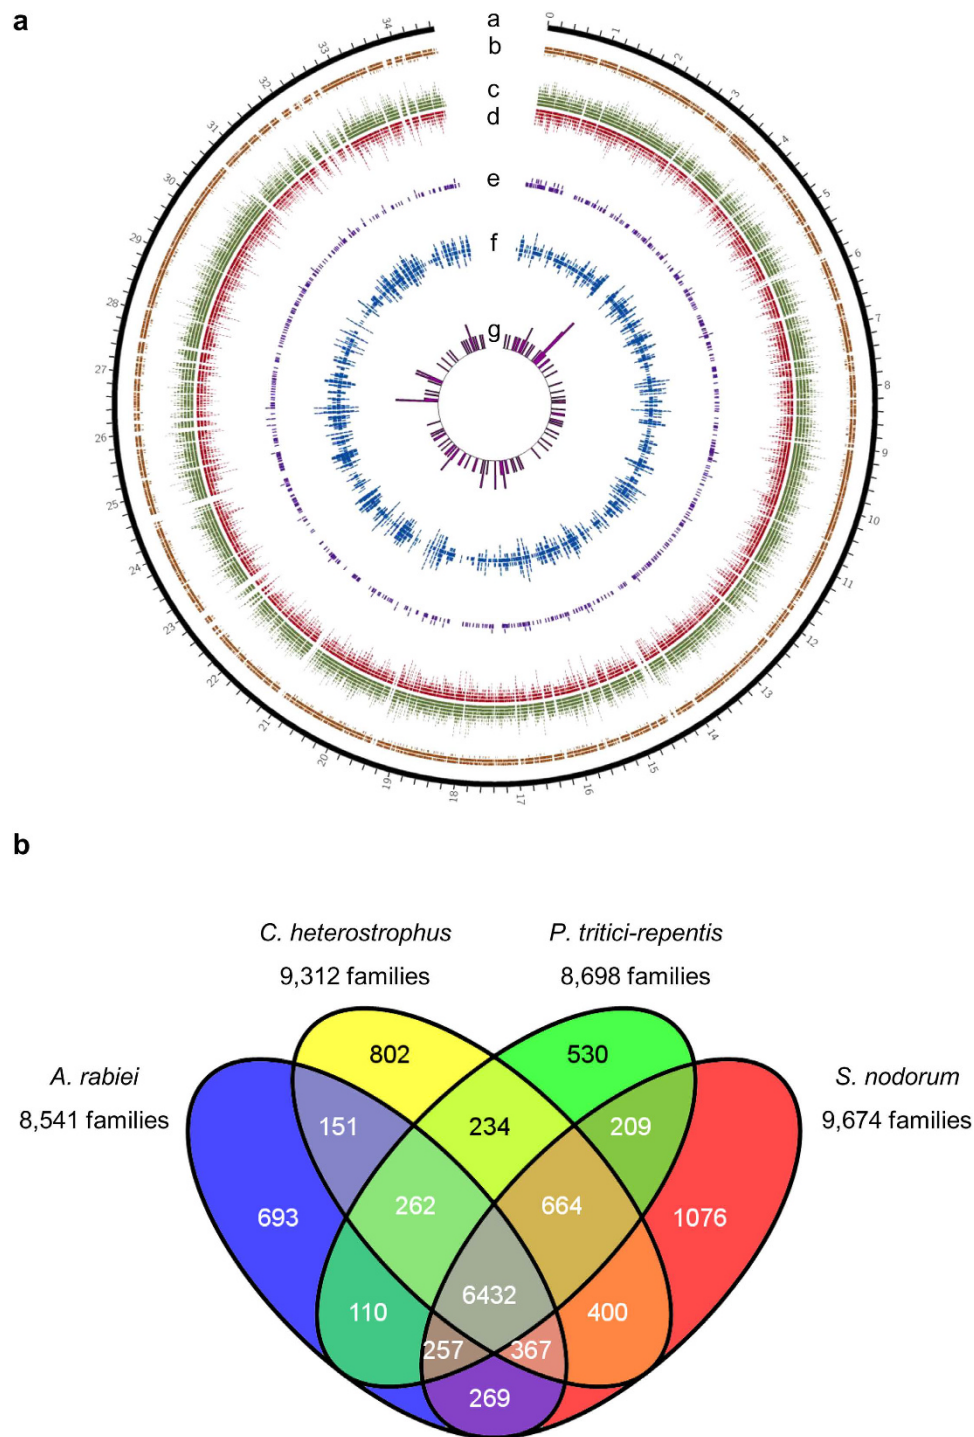 a
a
b
c
d
e
f
g
0
1
2
3
4
5
6
7
8
9
10
11
12
13
14
15
16
17
18
19
20
21
22
23
24
25
26
27
28
29
30
31
32
33
34
b
C. heterostrophus
9,312 families
P. tritici-repentis
8,698 families
A. rabiei
8,541 families
S. nodorum
9,674 families
802
530
151
234
209
693
262
664
1076
110
6432
400
257
367
269